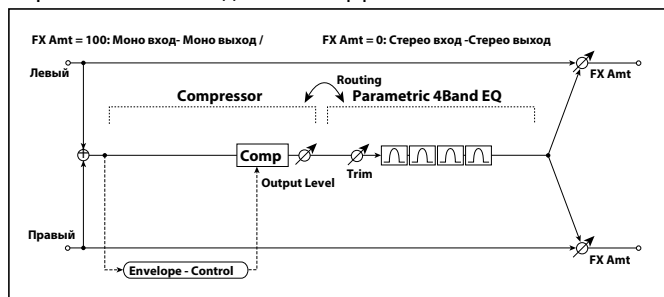 FX Amt = 100: Моно вход- Моно выход /
FX Amt = 0: Стерео вход -Стерео выход
Левый
FX Amt
Routing
Compressor
Parametric 4Band EQ
Comp
Output Level
Trim
Правый
FX Amt
Envelope - Control